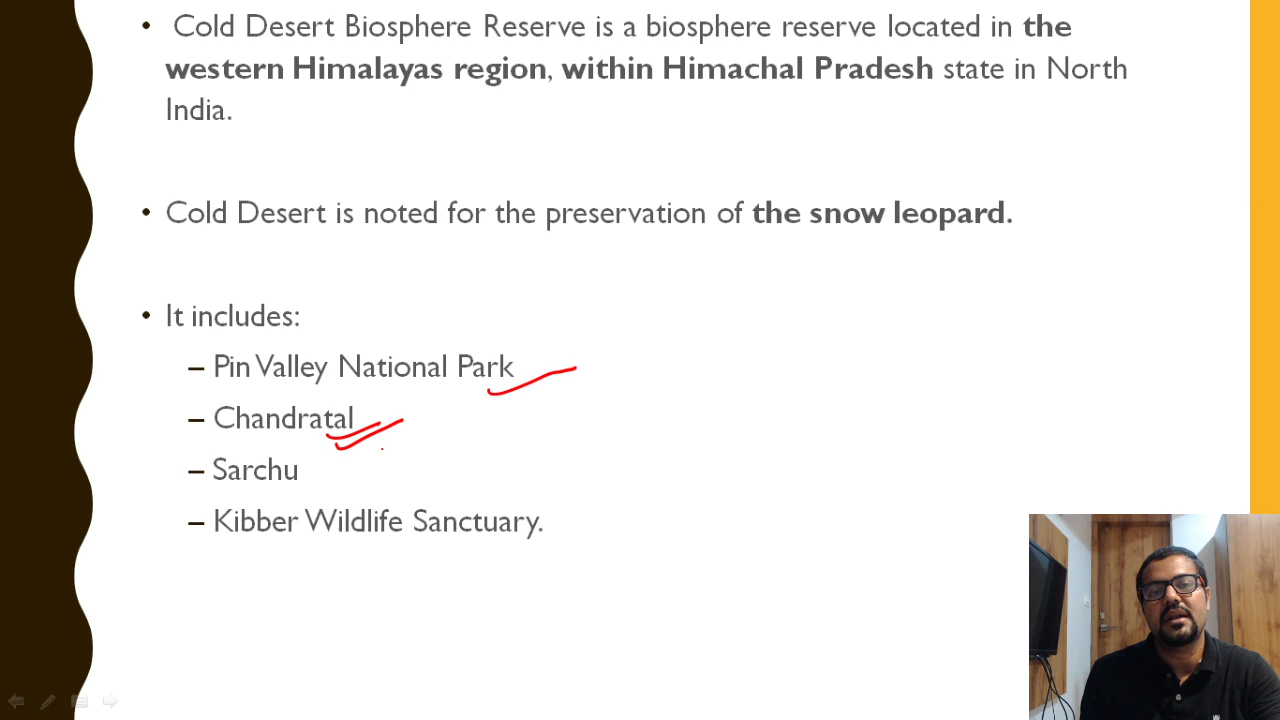 • Cold Desert Biosphere Reserve is a biosphere reserve located in the
western Himalayas region, within Himachal Pradesh state in North
India.
• Cold Desert is noted for the preservation of the snow leopard.
• It includes:
– Pin Valley National Park
– Chandratal
– Sarchu
– Kibber Wildlife Sanctuary.